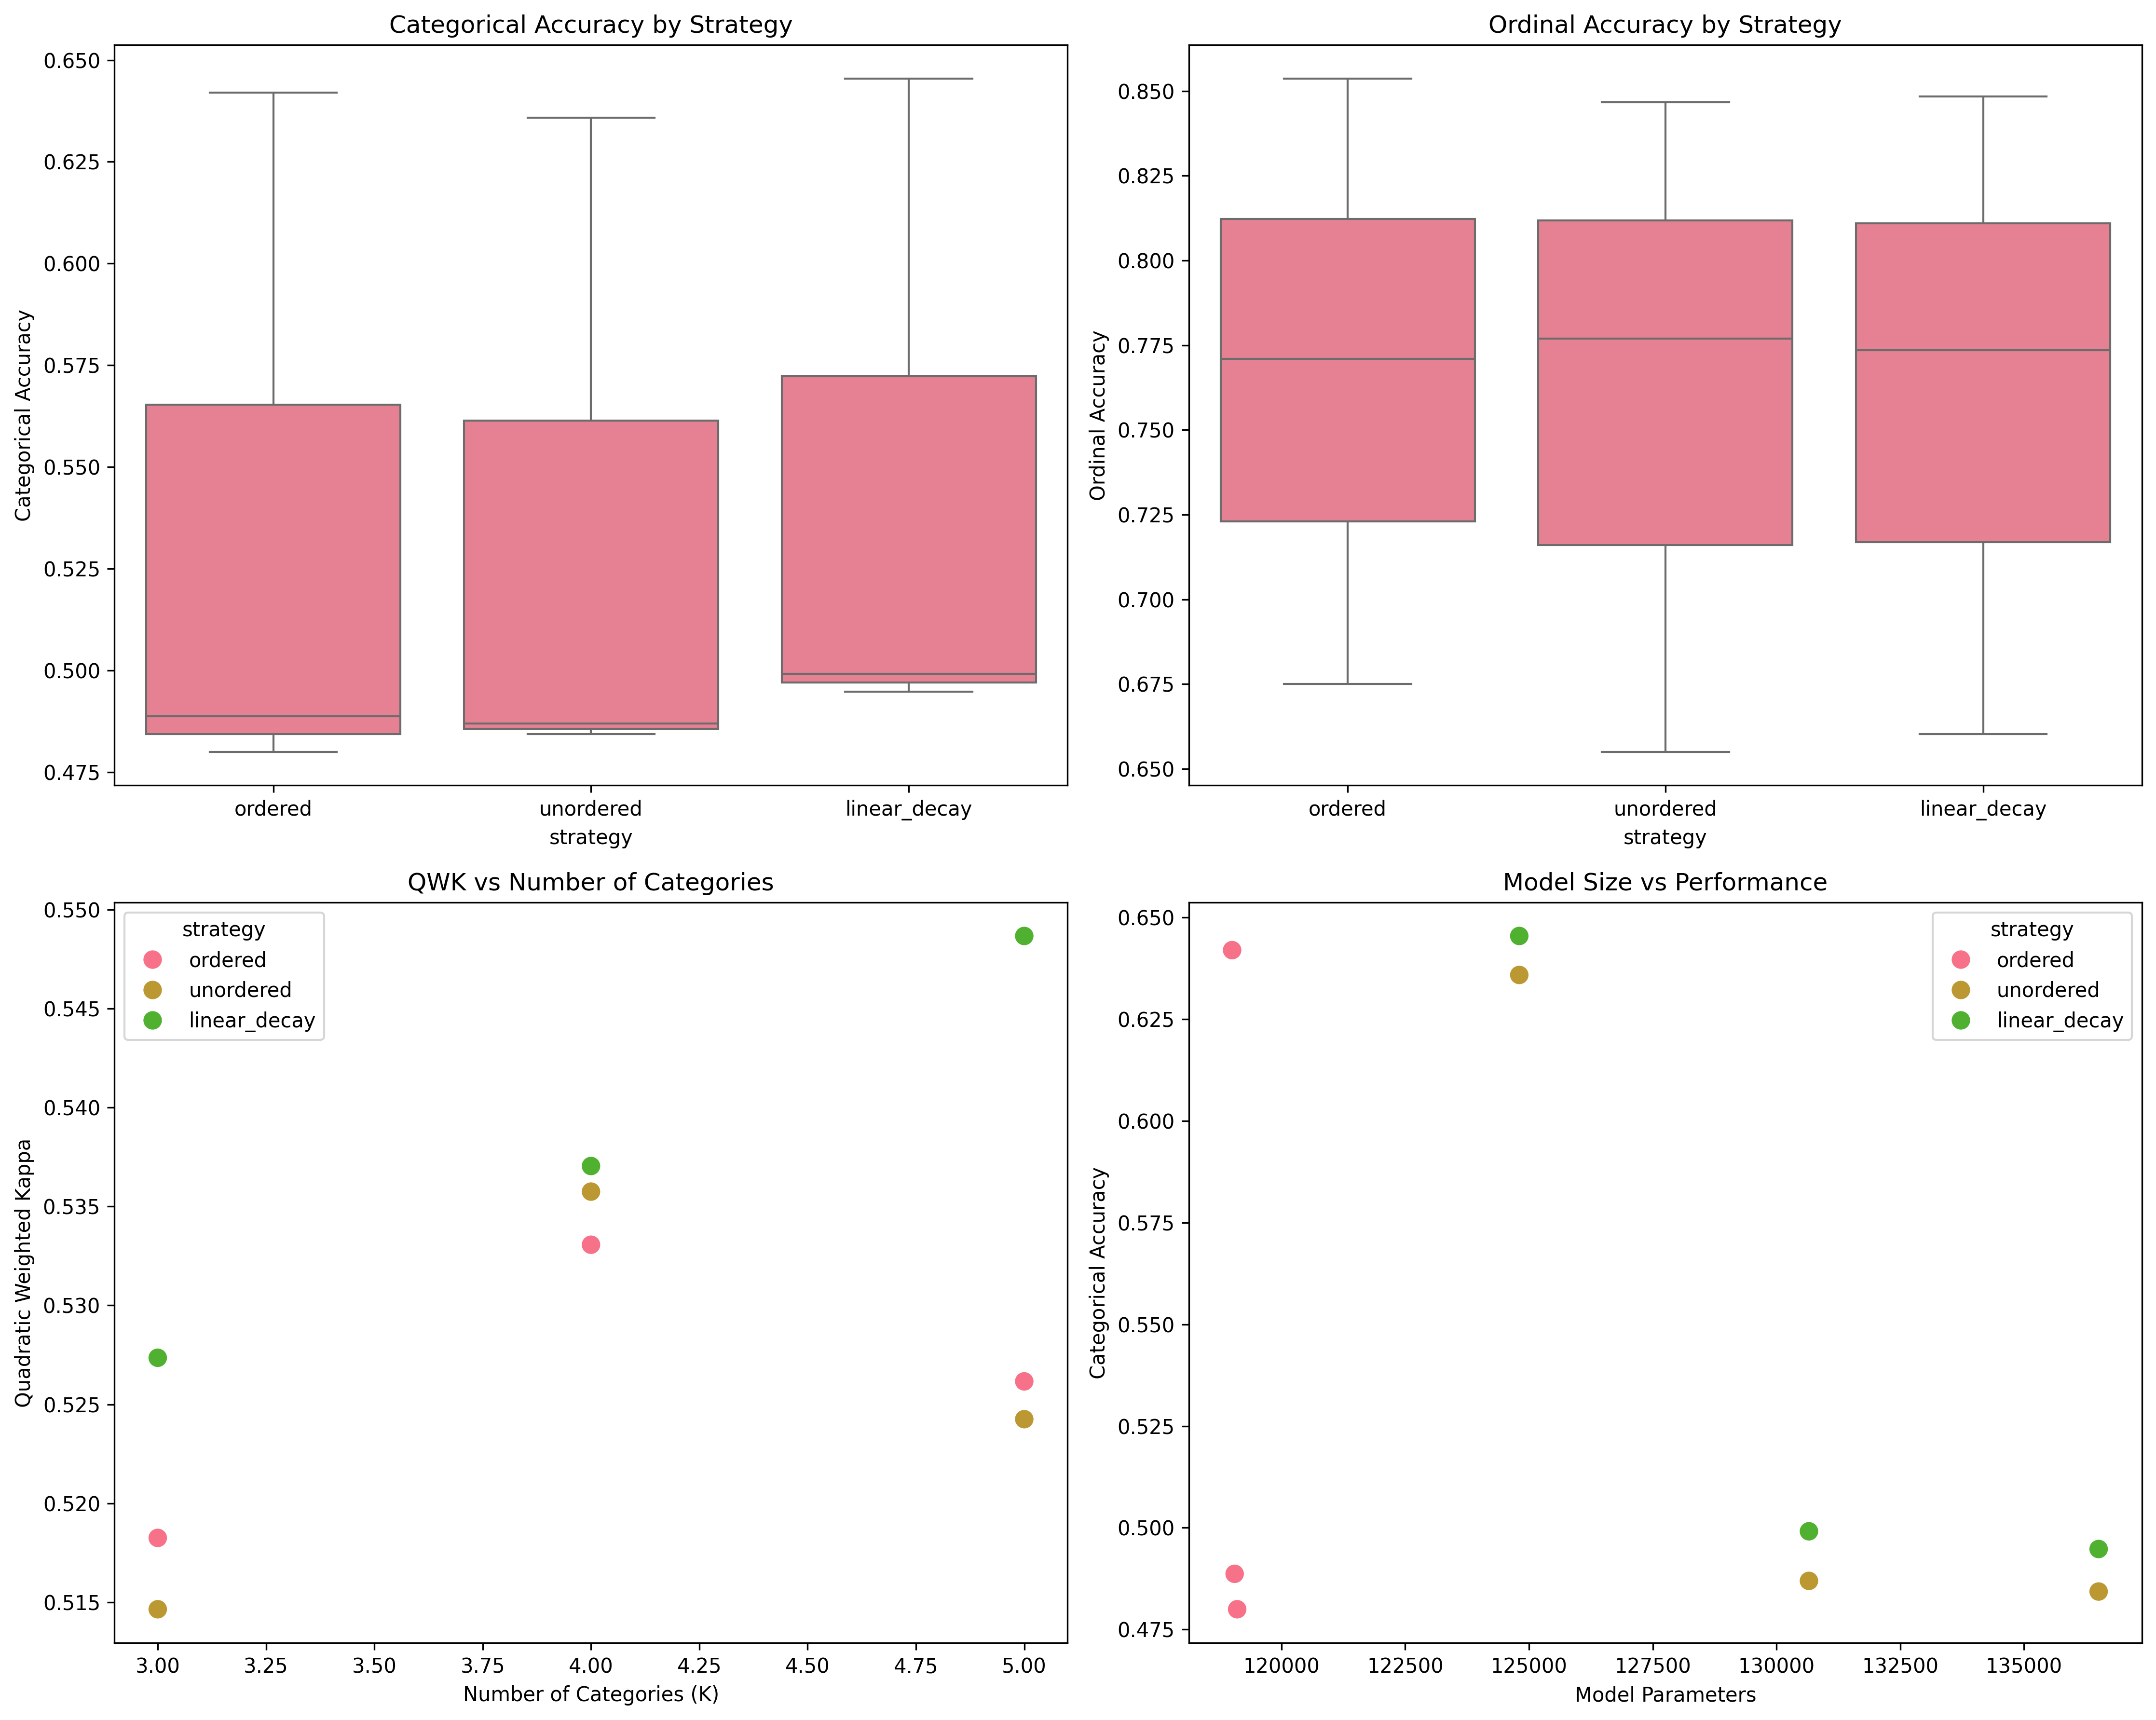 Categorical Accuracy by Strategy
Categorical Accuracy
0.650
0.625
0.600
0.575
0.550
0.525
0.500
0.475
ordered
unordered
linear_decay
strategy
Ordinal Accuracy by Strategy
Ordinal Accuracy
0.850
0.825
0.800
0.775
0.750
0.725
0.700
0.675
0.650
ordered
unordered
linear_decay
strategy
QWK vs Number of Categories
Quadratic Weighted Kappa
0.550
0.545
0.540
0.535
0.530
0.525
0.520
0.515
strategy
ordered
unordered
linear_decay
3.00 3.25 3.50 3.75 4.00 4.25 4.50 4.75 5.00
Number of Categories (K)
Model Size vs Performance
Categorical Accuracy
0.650
0.625
0.600
0.575
0.550
0.525
0.500
0.475
strategy
ordered
unordered
linear_decay
120000 122500 125000 127500 130000 132500 135000
Model Parameters